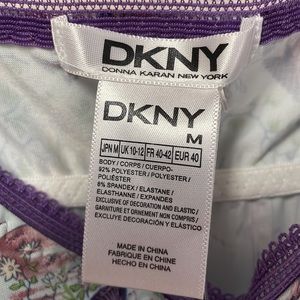 DKNY
DONNA KARAN NEW YORK
DKNY
M
JPN M UK 10-12 FR 40-42 EUR 40
BODY / CORPS / CUERPO-
92% POLYESTER / POLYESTER /
POLIÉSTER
8% SPANDEX / ELASTANE /
ELASTHANNE / EXPANDEX
EXCLUSIVE OF DECORATION AND ELASTIC /
GARNITURE ET ORNEMENT NON COMPRIS /
EXCLUYE DECORACIÓN Y ELÁSTICO
MADE IN CHINA
FABRIQUE EN CHINE
HECHO EN CHINA